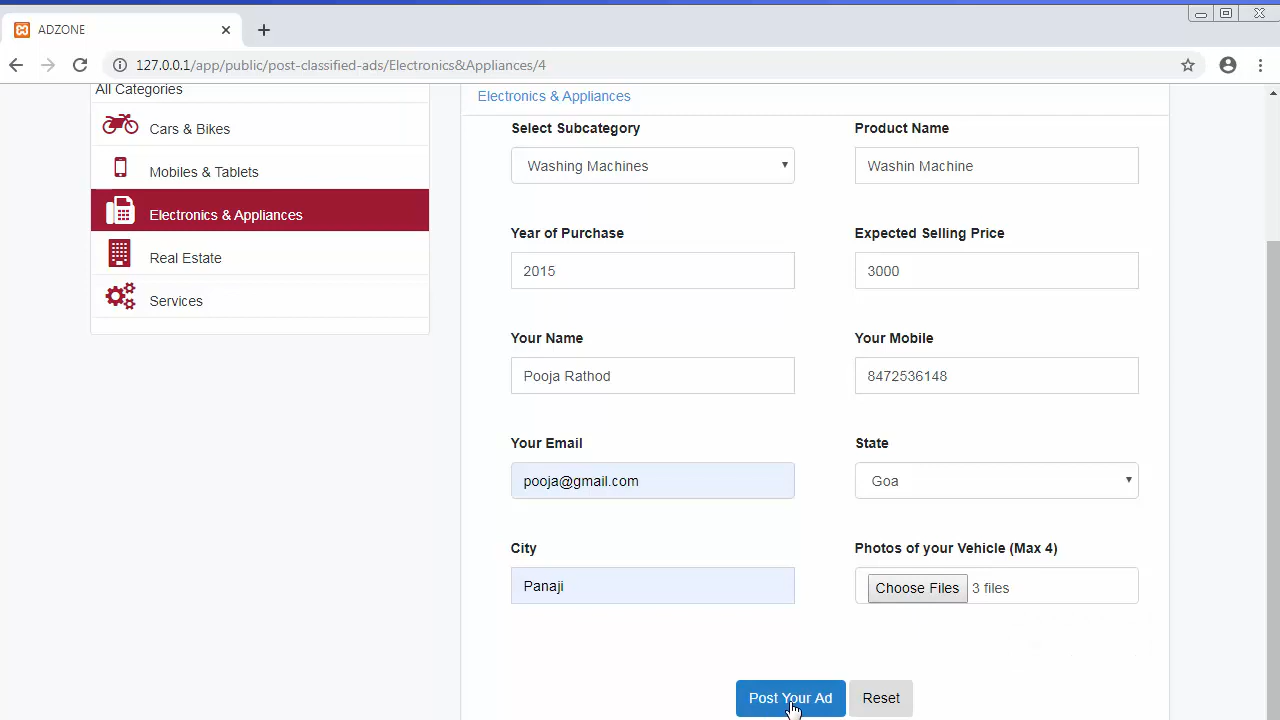 ADZONE
127.0.0.1/app/public/post-classified-ads/Electronics&Appliances/4
All Categories
Cars & Bikes
Mobiles & Tablets
Electronics & Appliances
Real Estate
Services
Electronics & Appliances
Select Subcategory
Product Name
Washing Machines
Washin Machine
Year of Purchase
Expected Selling Price
2015
3000
Your Name
Your Mobile
Pooja Rathod
8472536148
Your Email
State
pooja@gmail.com
Goa
City
Photos of your Vehicle (Max 4)
Panaji
Choose Files 3 files
Post Your Ad
Reset